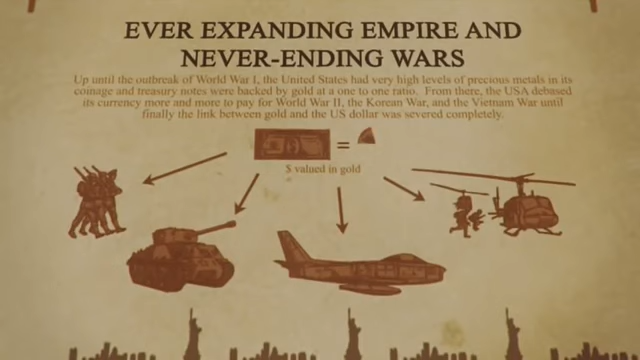 EVER EXPANDING EMPIRE AND
NEVER-ENDING WARS
Up until the outbreak of World War I, the United States had very high levels of precious metals in its
coinage and treasury notes were backed by gold at a one to one ratio. From there, the USA debased
its currency more and more to pay for World War II, the Korean War, and the Vietnam War until
finally the link between gold and the US dollar was severed completely.
=
$ valued in gold